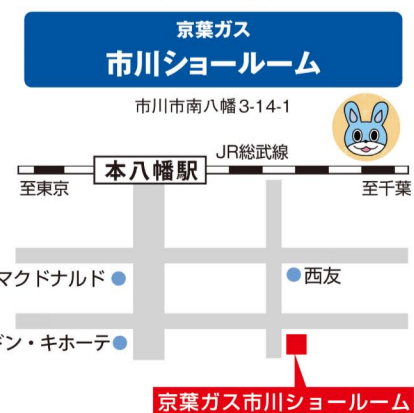 京葉ガス
市川ショールーム
市川市南八幡3-14-1
JR総武線
本八幡駅
至東京
至千葉
マクドナルド
西友
ン・キホーテ
京葉ガス市川ショールーム